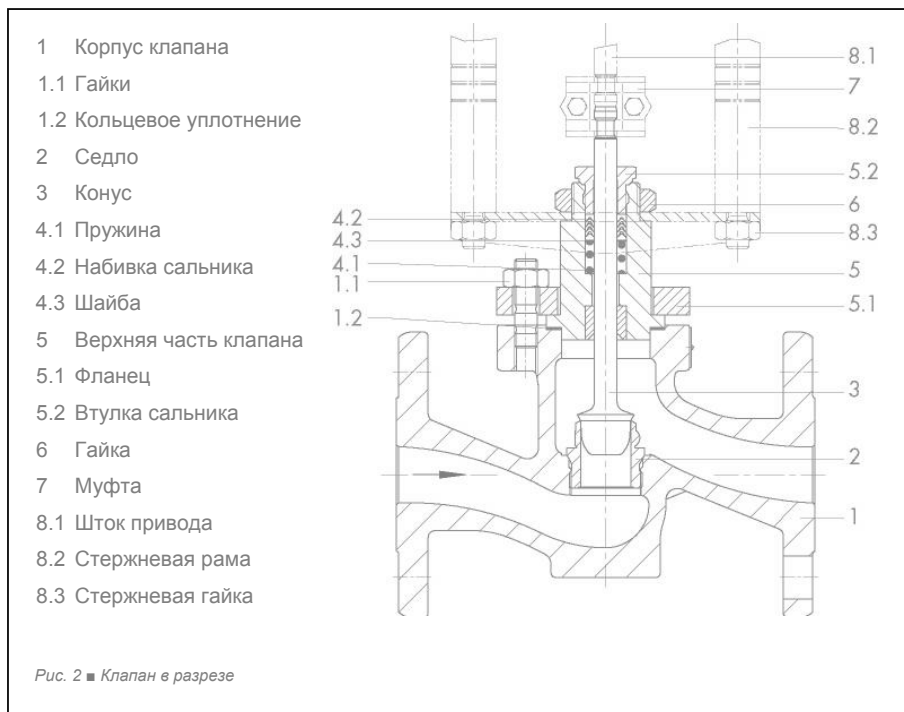 1 Корпус клапана
1.1 Гайки
1.2 Кольцевое уплотнение
2 Седло
3 Конус
4.1 Пружина
4.2 Набивка сальника
4.3 Шайба
5 Верхняя часть клапана
5.1 Фланец
5.2 Втулка сальника
6 Гайка
7 Муфта
8.1 Шток привода
8.2 Стержневая рама
8.3 Стержневая гайка
8.1
7
8.2
5.2
6
4.2
8.3
4.3
4.1
5
1.1
5.1
1.2
3
2
1
Рис. 2 ■ Клапан в разрезе